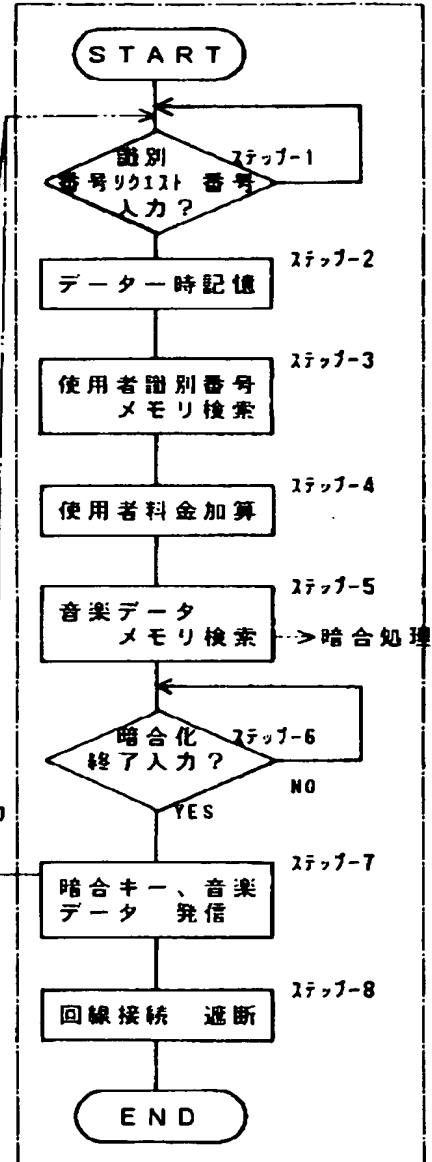 START
識別 ステップ-1
番号リクエスト番号
入力?
ステップ-2
データ一時記憶
ステップ-3
使用者識別番号
メモリ検索
ステップ-4
使用者料金加算
ステップ-5
音楽データ
メモリ検索
暗合処理
暗合化 ステップ-6
終了入力?
NO
YES
ステップ-7
暗合キー、音楽
データ 発信
ステップ-8
回線接続 遮断
END